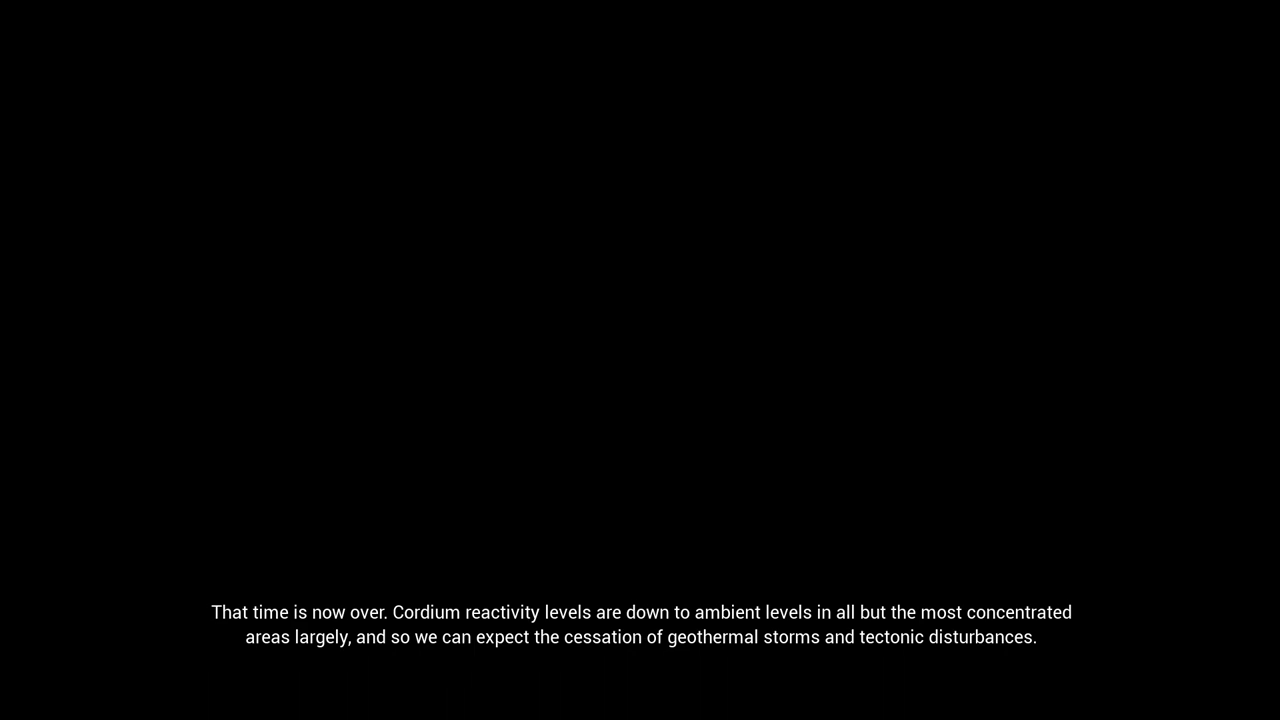 That time is now over. Cordium reactivity levels are down to ambient levels in all but the most concentrated
areas largely, and so we can expect the cessation of geothermal storms and tectonic disturbances.